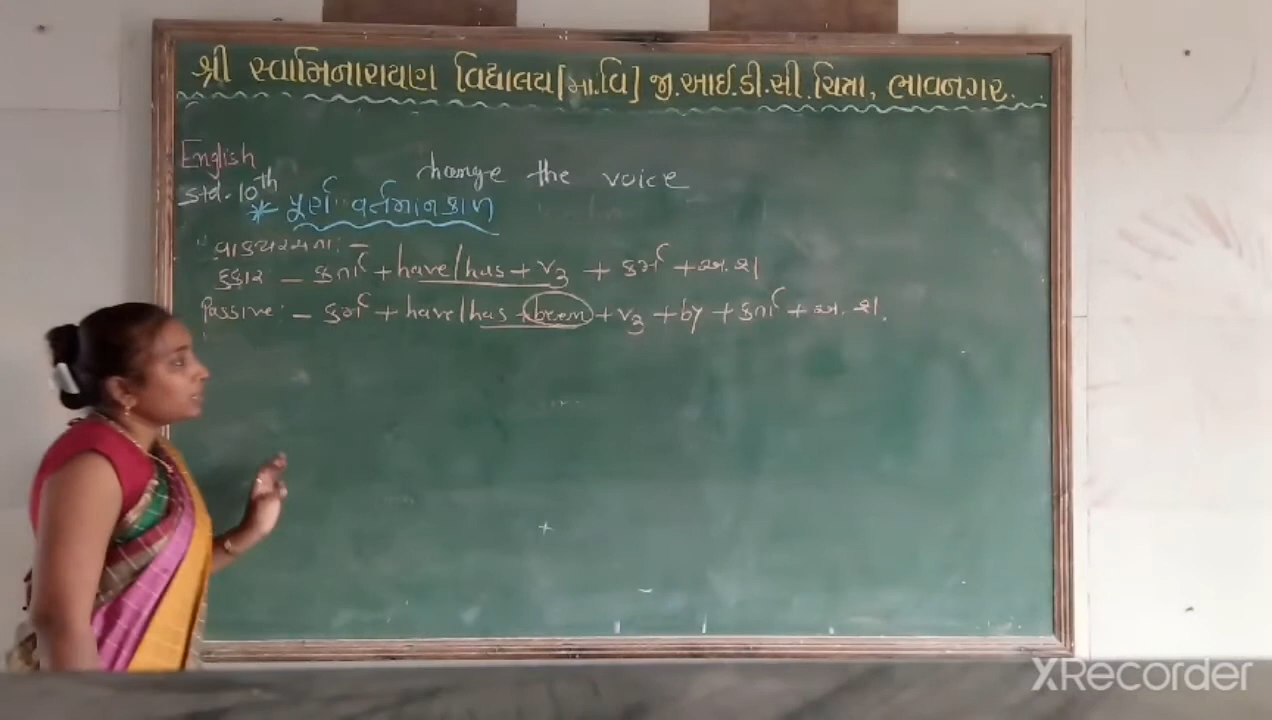 શ્રી સ્વામિનારાયણ વિદ્યાલય [મા.વિ] જી.આઈ.ડી.સી. ચિત્રા, ભાવનગર.
English
change the voice
Std-10th
* પૂર્ણ વર્તમાનકાળ
વાક્યરચના:-
હકાર - કર્તા + have/has + V3 + કર્મ + અ.શ.
Passive:- કર્મ + have/has + been + V3 + by + કર્તા + અ.શ.
XRecorder